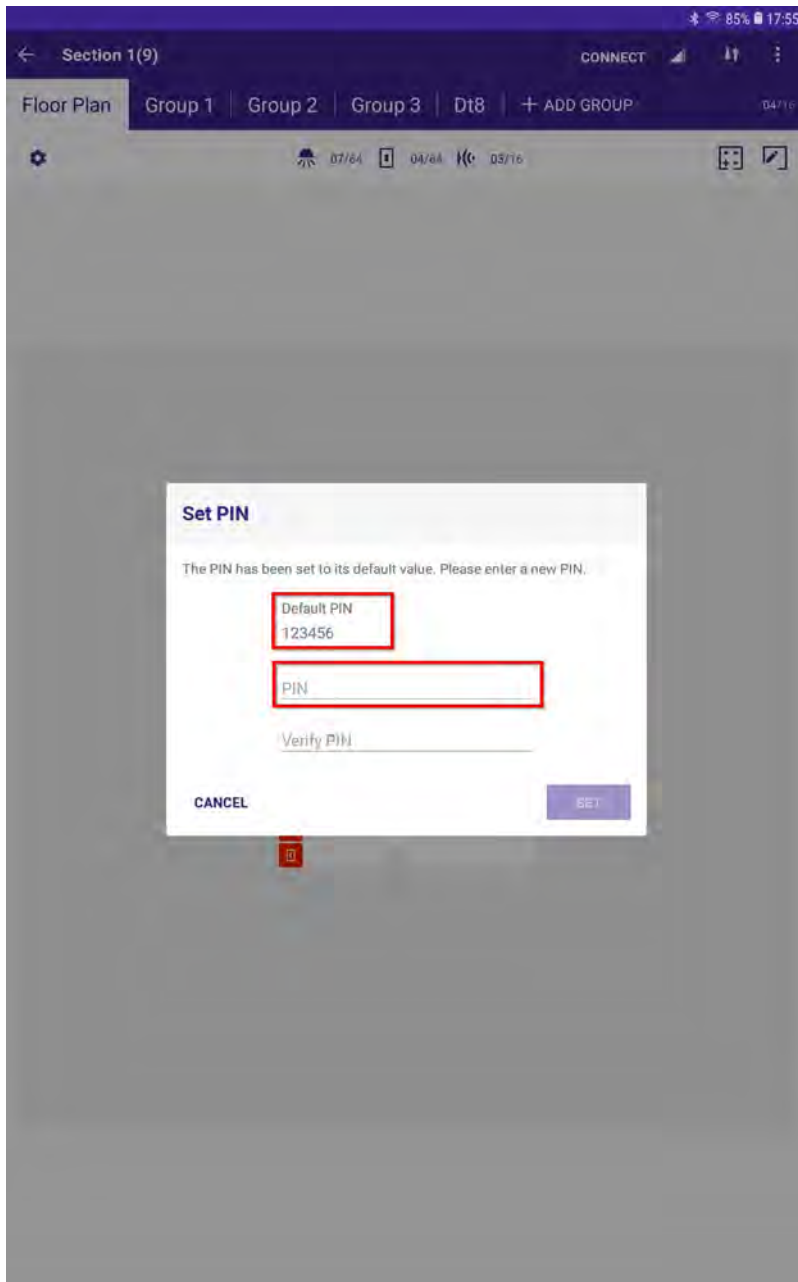 85% 17:55
Section 1(9) CONNECT
Floor Plan Group 1 Group 2 Group 3 Dt8 + ADD GROUP 04/16
07/64 04/64 03/16
Set PIN
The PIN has been set to its default value. Please enter a new PIN.
Default PIN
123456
PIN
Verify PIN
CANCEL SET